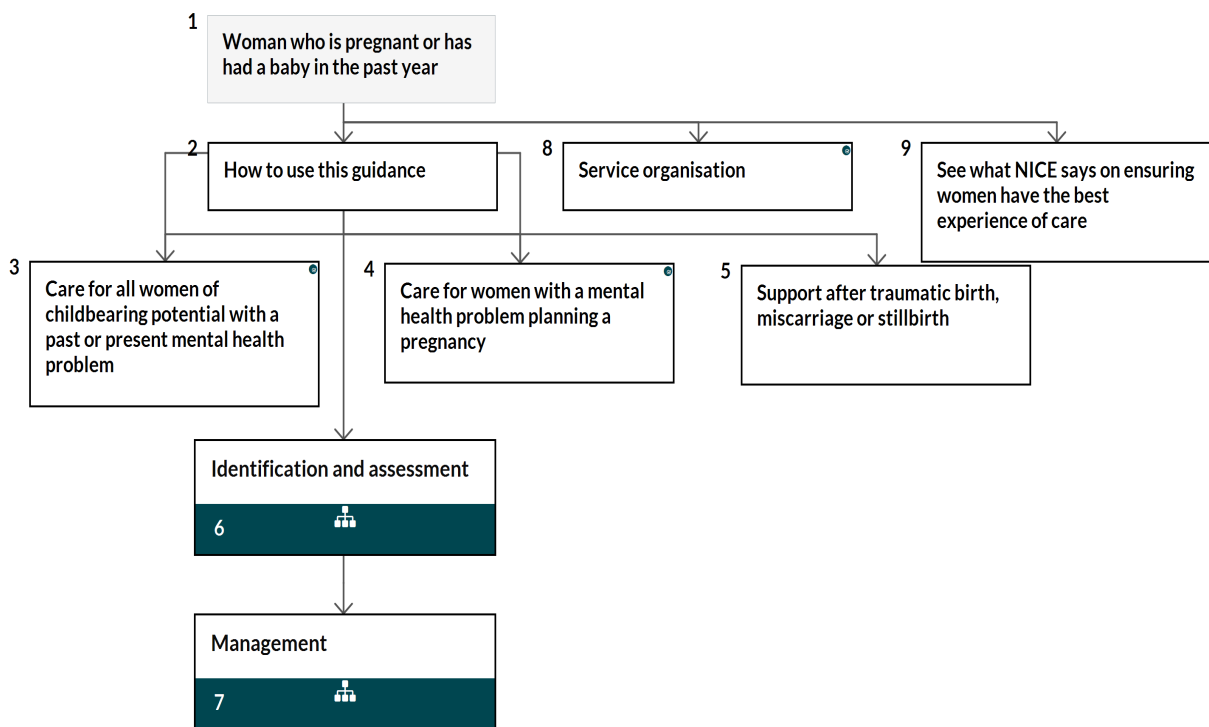 1
Woman who is pregnant or has
had a baby in the past year
2
How to use this guidance
8
Service organisation
9
See what NICE says on ensuring
women have the best
experience of care
3
Care for all women of
childbearing potential with a
past or present mental health
problem
4
Care for women with a mental
health problem planning a
pregnancy
5
Support after traumatic birth,
miscarriage or stillbirth
Identification and assessment
6
Management
7